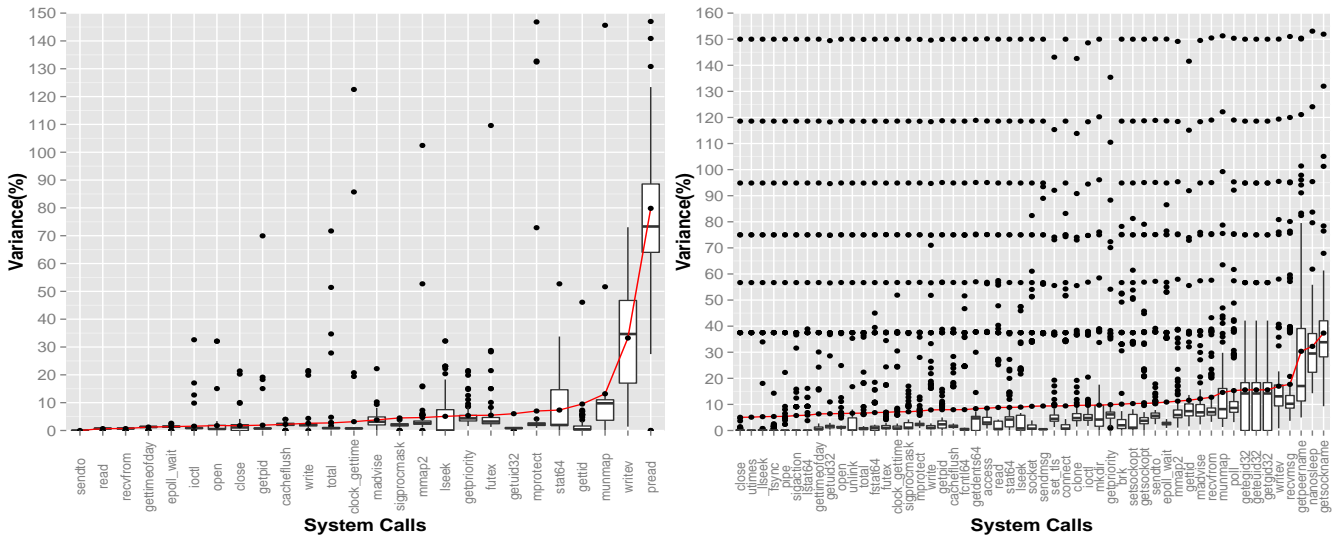 Variance(%)
150
140
130
120
110
100
90
80
70
60
50
40
30
20
10
0
sendto
read
recvfrom
gettimeofday
epoll_wait
ioctl
open
close
getpid
cacheflush
write
total
clock_gettime
madvise
sigprocmask
mmap2
lseek
getpriority
futex
getuid32
mprotect
stat64
gettid
munmap
writev
pread
System Calls
Variance(%)
160
150
140
130
120
110
100
90
80
70
60
50
40
30
20
10
0
close
utimes
_llseek
fsync
pipe
sigaction
lstat64
gettimeofday
getuid32
open
unlink
total
fstat64
futex
clock_gettime
sigprocmask
mprotect
write
getpid
cacheflush
fcntl64
getdents64
access
read
stat64
lseek
socket
sendmsg
set_tls
connect
clone
ioctl
mkdir
getpriority
brk
setsockopt
getsockopt
sendto
epoll_wait
mmap2
gettid
madvise
recvfrom
munmap
poll
getegid32
geteuid32
getgid32
writev
recvmsg
getpeername
nanosleep
getsockname
System Calls